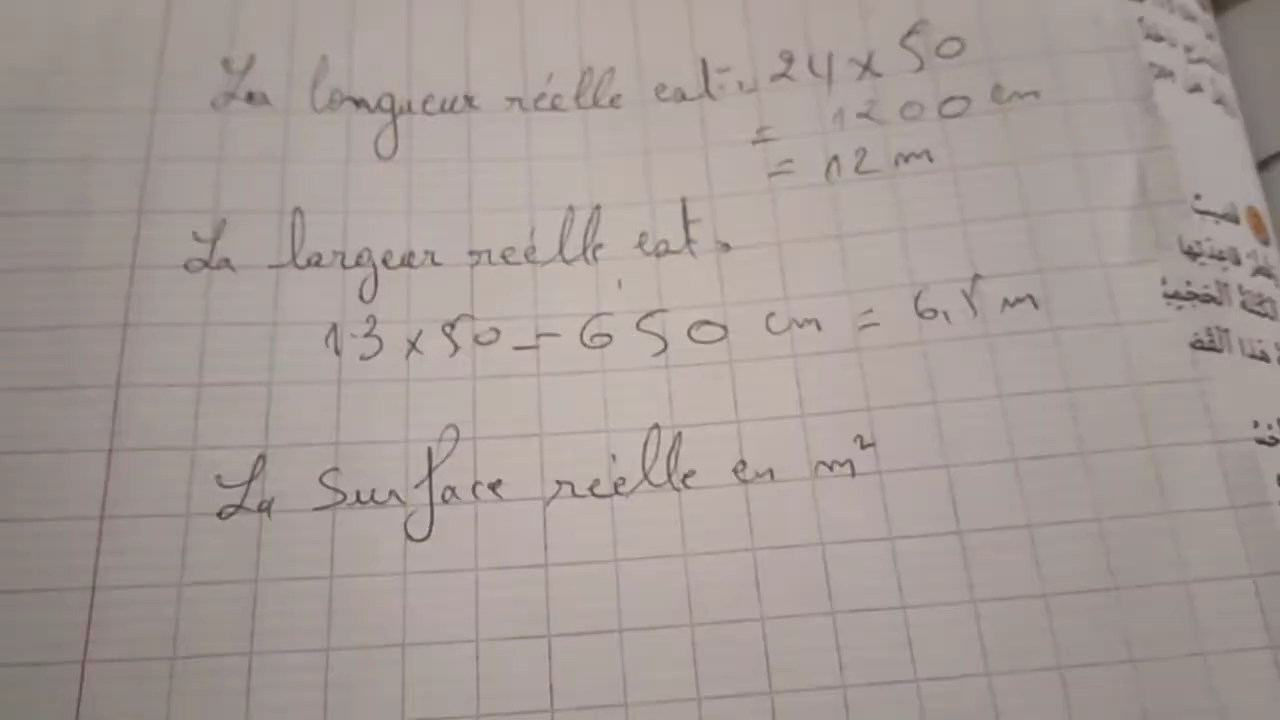 La longueur réelle est : 24 x 50
= 1200 cm
= 12 m
La largeur réelle est :
13 x 50 = 650 cm = 6,5 m
La Surface réelle en m²